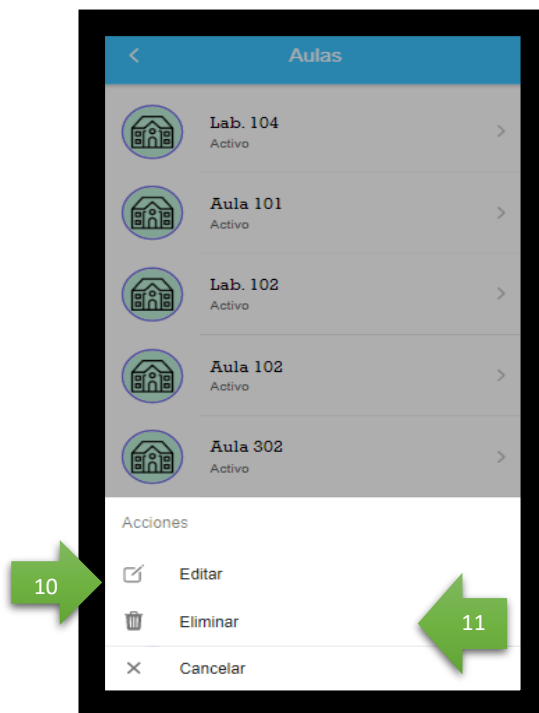 Aulas
Lab. 104
Activo
Aula 101
Activo
Lab. 102
Activo
Aula 102
Activo
Aula 302
Activo
Acciones
Editar
10
Eliminar
11
Cancelar